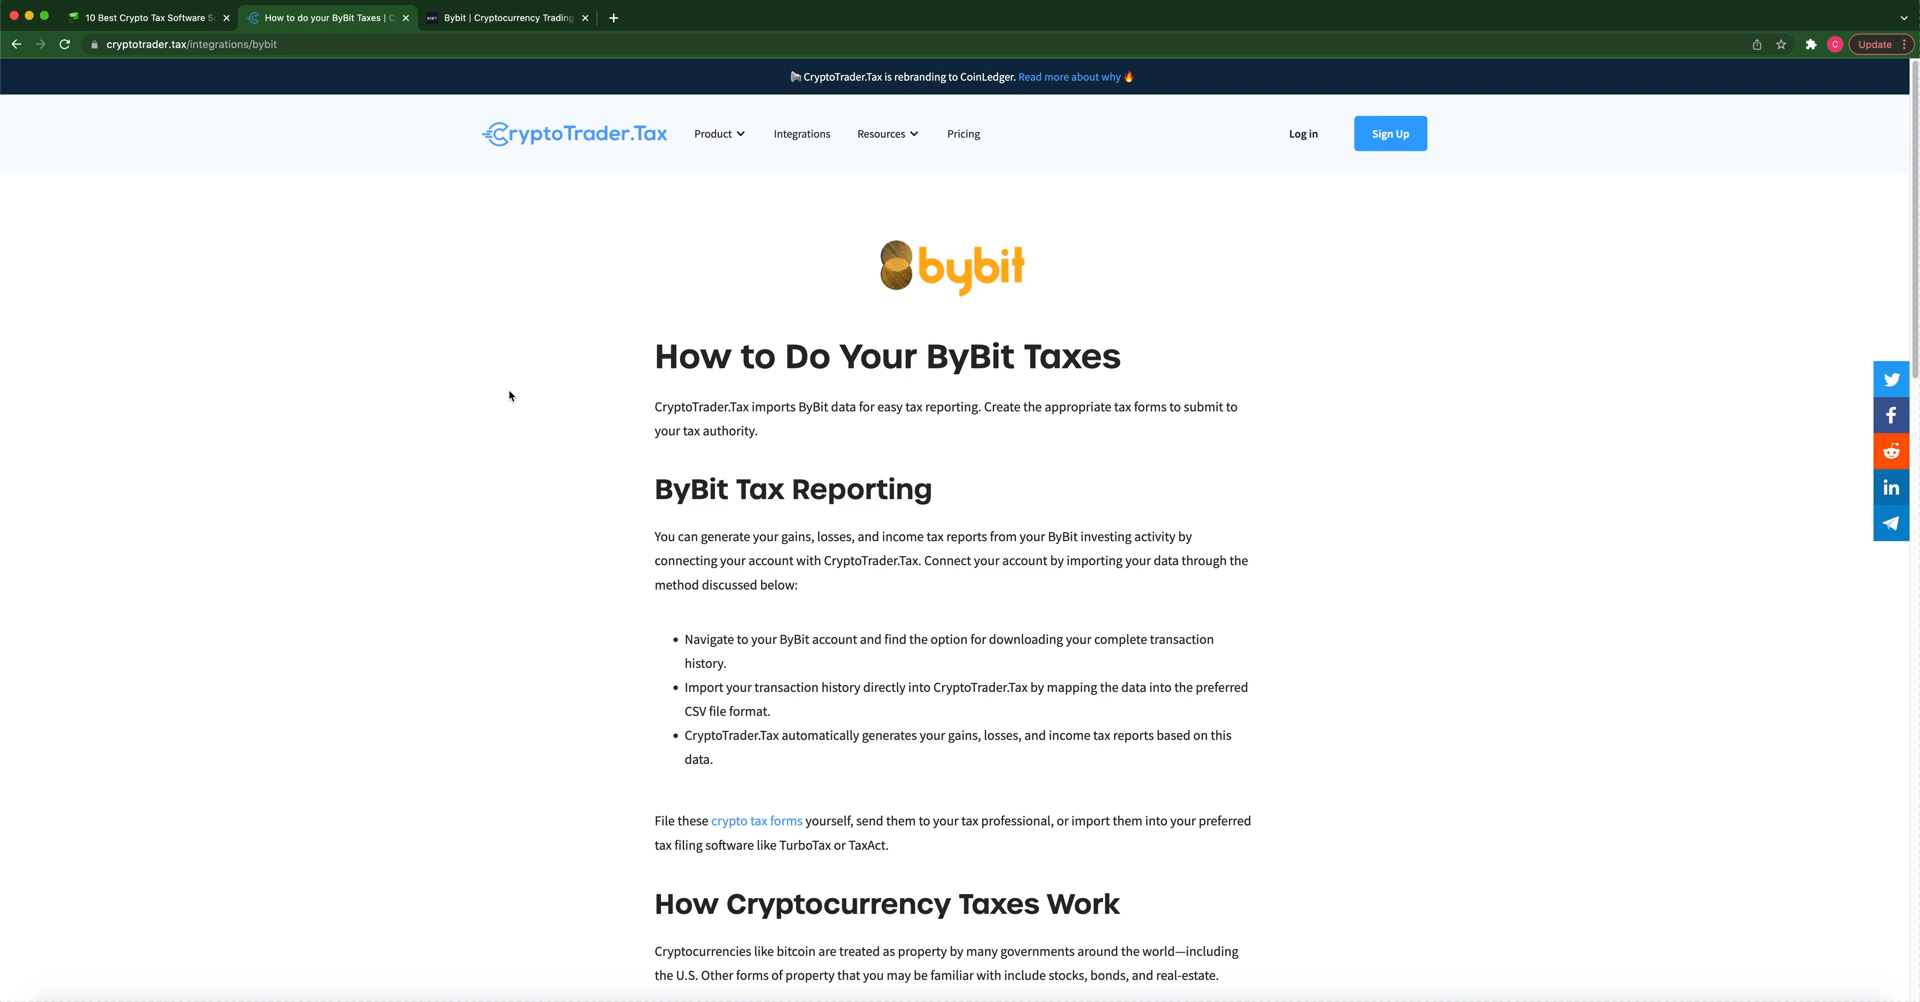 10 Best Crypto Tax Software S
How to do your ByBit Taxes | C
Bybit | Cryptocurrency Trading
cryptotrader.tax/integrations/bybit
C
Update
CryptoTrader.Tax is rebranding to CoinLedger. Read more about why
CryptoTrader.Tax
Product
Integrations
Resources
Pricing
Log in
Sign Up
bybit
How to Do Your ByBit Taxes
CryptoTrader.Tax imports ByBit data for easy tax reporting. Create the appropriate tax forms to submit to
your tax authority.
ByBit Tax Reporting
You can generate your gains, losses, and income tax reports from your ByBit investing activity by
connecting your account with CryptoTrader.Tax. Connect your account by importing your data through the
method discussed below:
• Navigate to your ByBit account and find the option for downloading your complete transaction
history.
• Import your transaction history directly into CryptoTrader.Tax by mapping the data into the preferred
CSV file format.
• CryptoTrader.Tax automatically generates your gains, losses, and income tax reports based on this
data.
File these crypto tax forms yourself, send them to your tax professional, or import them into your preferred
tax filing software like TurboTax or TaxAct.
How Cryptocurrency Taxes Work
Cryptocurrencies like bitcoin are treated as property by many governments around the world—including
the U.S. Other forms of property that you may be familiar with include stocks, bonds, and real-estate.